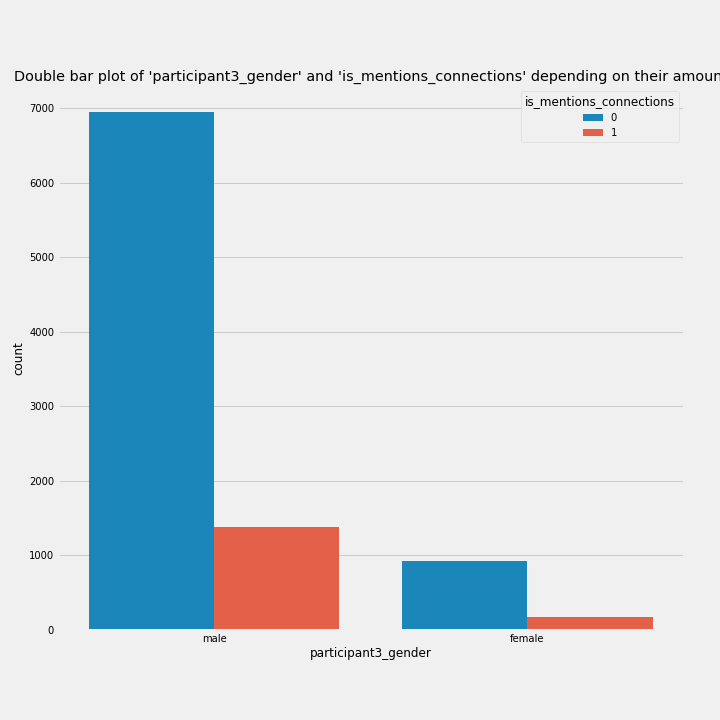 Double bar plot of 'participant3_gender' and 'is_mentions_connections' depending on their amoun
is_mentions_connections
0
1
7000
6000
5000
4000
3000
2000
1000
0
count
male female
participant3_gender